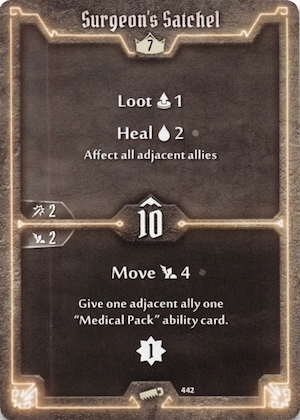 Surgeon's Satchel
7
Loot 1
Heal 2
Affect all adjacent allies
2
10
2
Move 4
Give one adjacent ally one
"Medical Pack" ability card.
1
442